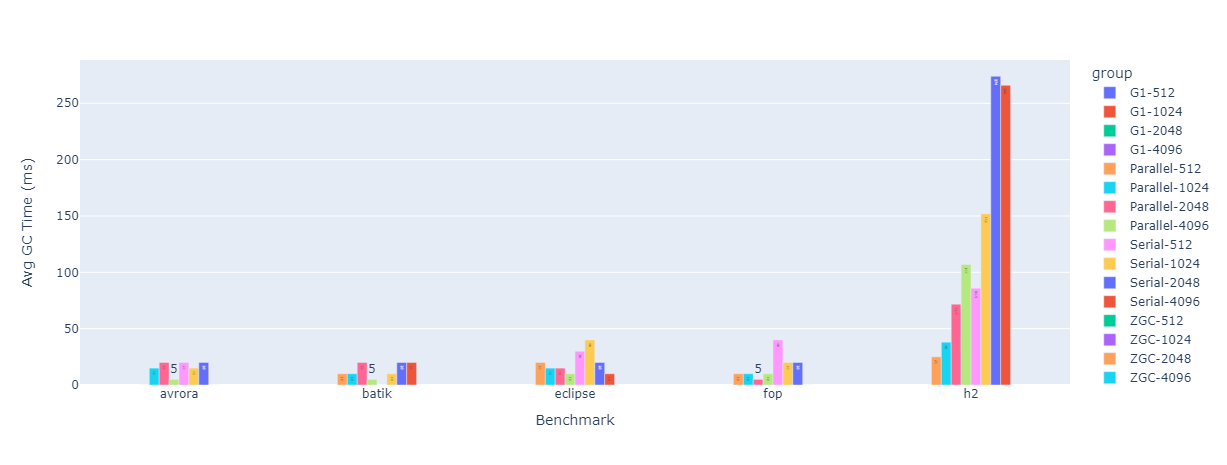 group
G1-512
G1-1024
G1-2048
G1-4096
Parallel-512
Parallel-1024
Parallel-2048
Parallel-4096
Serial-512
Serial-1024
Serial-2048
Serial-4096
ZGC-512
ZGC-1024
ZGC-2048
ZGC-4096
Avg GC Time (ms)
250
200
150
100
50
0
5
5
5
avrora
batik
eclipse
fop
h2
Benchmark